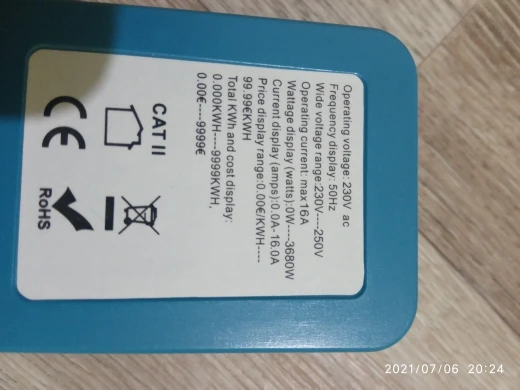 Operating voltage: 230V ac
Frequency display: 50Hz
Wide voltage range:230V----250V
Operating current: max16A
Wattage display (watts):0W----3680W
Current display (amps):0.0A-16.0A
Price display range:0.00€/KWH----
99.99€KWH
Total KWh and cost display:
0.000KWH----9999KWH,
0.00€----9999€
CAT II
CE
RoHS
2021/07/06 20:24